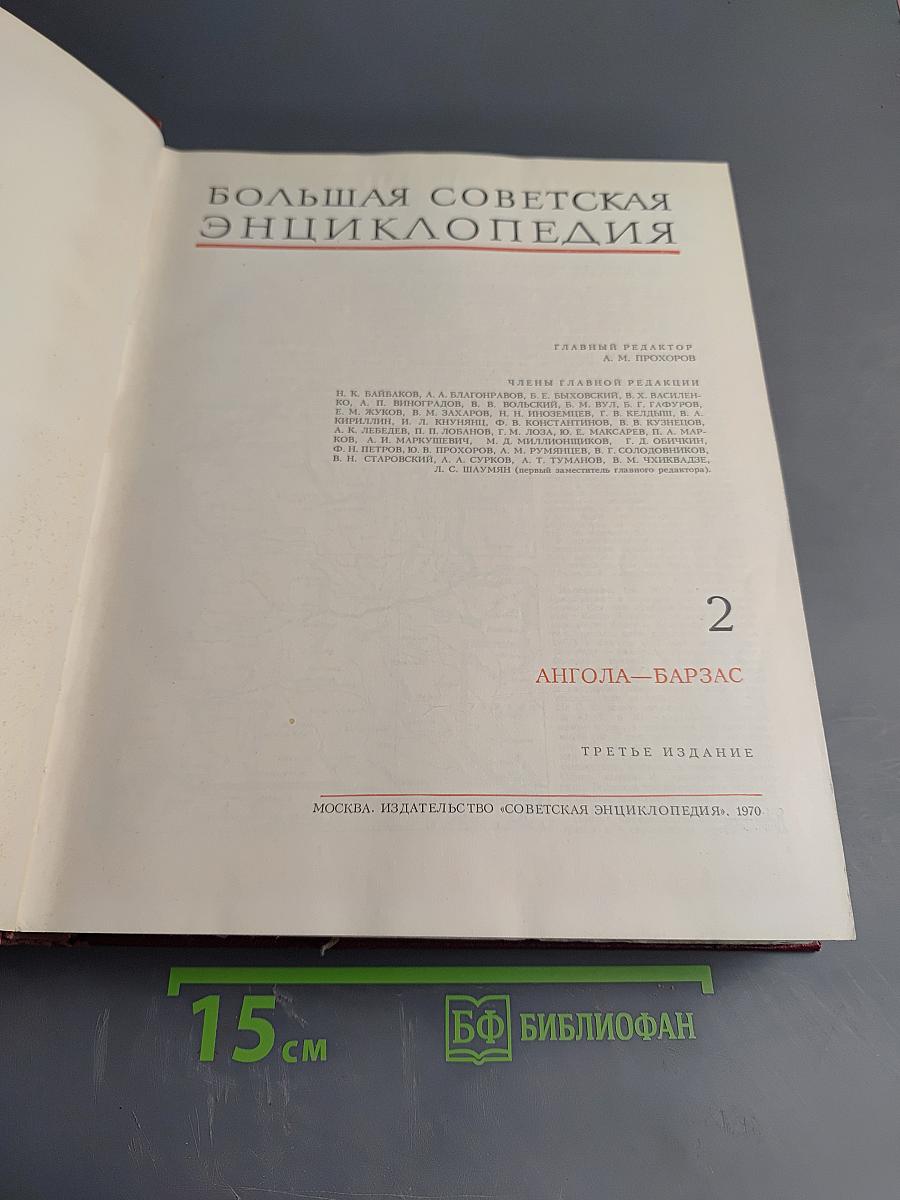 БОЛЬШАЯ СОВЕТСКАЯ
ЭНЦИКЛОПЕДИЯ
ГЛАВНЫЙ РЕДАКТОР
А. М. ПРОХОРОВ
ЧЛЕНЫ ГЛАВНОЙ РЕДАКЦИИ
Н. К. БАЙБАКОВ, А. А. БЛАГОНРАВОВ, Б. Е. БЫХОВСКИЙ, В. Х. ВАСИЛЕН-
КО, А. П. ВИНОГРАДОВ, В. В. ВОЛЬСКИЙ, Б. М. ВУЛ, Б. Г. ГАФУРОВ,
Е. М. ЖУКОВ, В. М. ЗАХАРОВ, Н. Н. ИНОЗЕМЦЕВ, Г. В. КЕЛДЫШ, В. А.
КИРИЛЛИН, И. Л. КНУНЯНЦ, Ф. В. КОНСТАНТИНОВ, В. В. КУЗНЕЦОВ,
А. К. ЛЕБЕДЕВ, П. П. ЛОБАНОВ, Г. М. ЛОЗА, Ю. Е. МАКСАРЕВ, П. А. МАР-
КОВ, А. И. МАРКУШЕВИЧ, М. Д. МИЛЛИОНЩИКОВ, Г. Д. ОБИЧКИН,
Ф. Н. ПЕТРОВ, Ю. В. ПРОХОРОВ, А. М. РУМЯНЦЕВ, В. Г. СОЛОДОВНИКОВ,
В. Н. СТАРОВСКИЙ, А. А. СУРКОВ, А. Т. ТУМАНОВ, В. М. ЧХИКВАДЗЕ,
Л. С. ШАУМЯН (первый заместитель главного редактора).
2
АНГОЛА—БАРЗАС
ТРЕТЬЕ ИЗДАНИЕ
МОСКВА. ИЗДАТЕЛЬСТВО «СОВЕТСКАЯ ЭНЦИКЛОПЕДИЯ». 1970
15 см
БФ БИБЛИОФАН